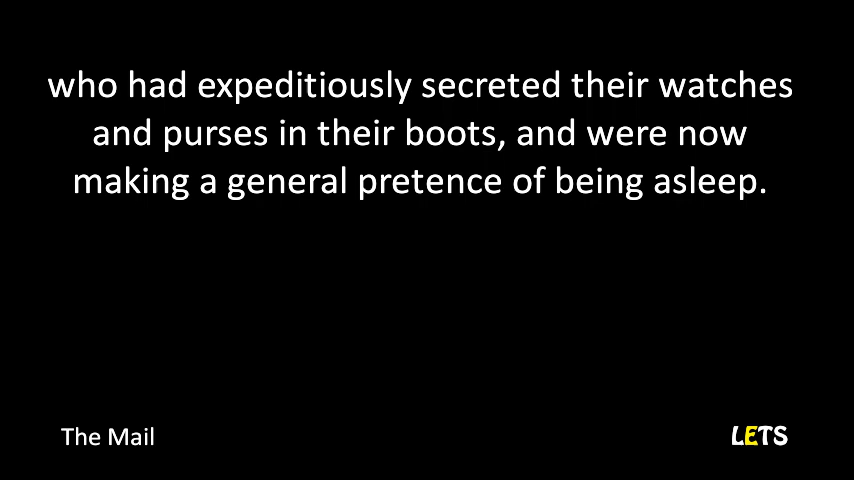 who had expeditiously secreted their watches
and purses in their boots, and were now
making a general pretence of being asleep.
The Mail
LETS